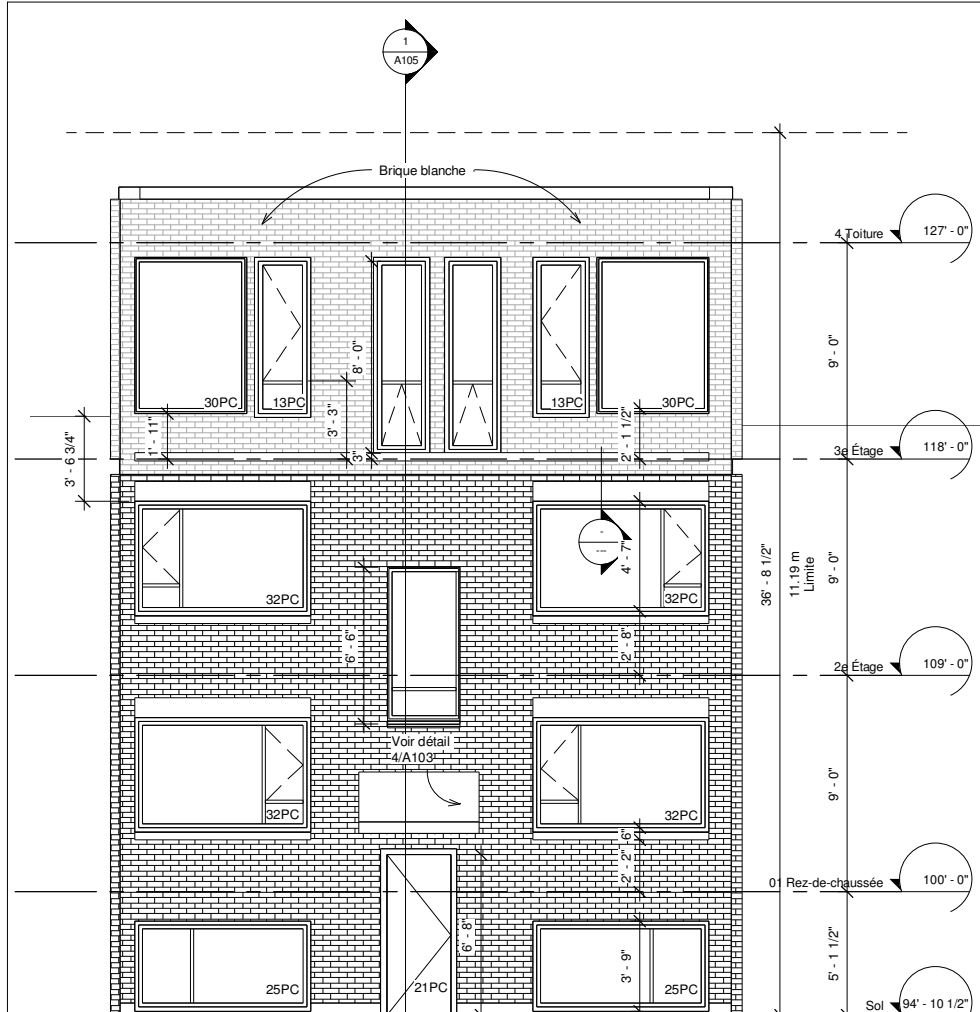 1
A105
Brique blanche
4 Toiture
127' - 0"
9' - 0"
8' - 0"
30PC
13PC
13PC
30PC
3' - 3"
1' - 11"
2' - 1 1/2"
3"
3' - 6 3/4"
3e Étage
118' - 0"
-
---
4' - 7"
36' - 8 1/2"
11.19 m
Limite
9' - 0"
32PC
32PC
6' - 6"
2' - 8"
2e Étage
109' - 0"
Voir détail
4/A103
9' - 0"
32PC
32PC
6"
2' - 2"
01 Rez-de-chaussée
100' - 0"
6' - 8"
3' - 9"
5' - 1 1/2"
25PC
21PC
25PC
Sol
94' - 10 1/2"